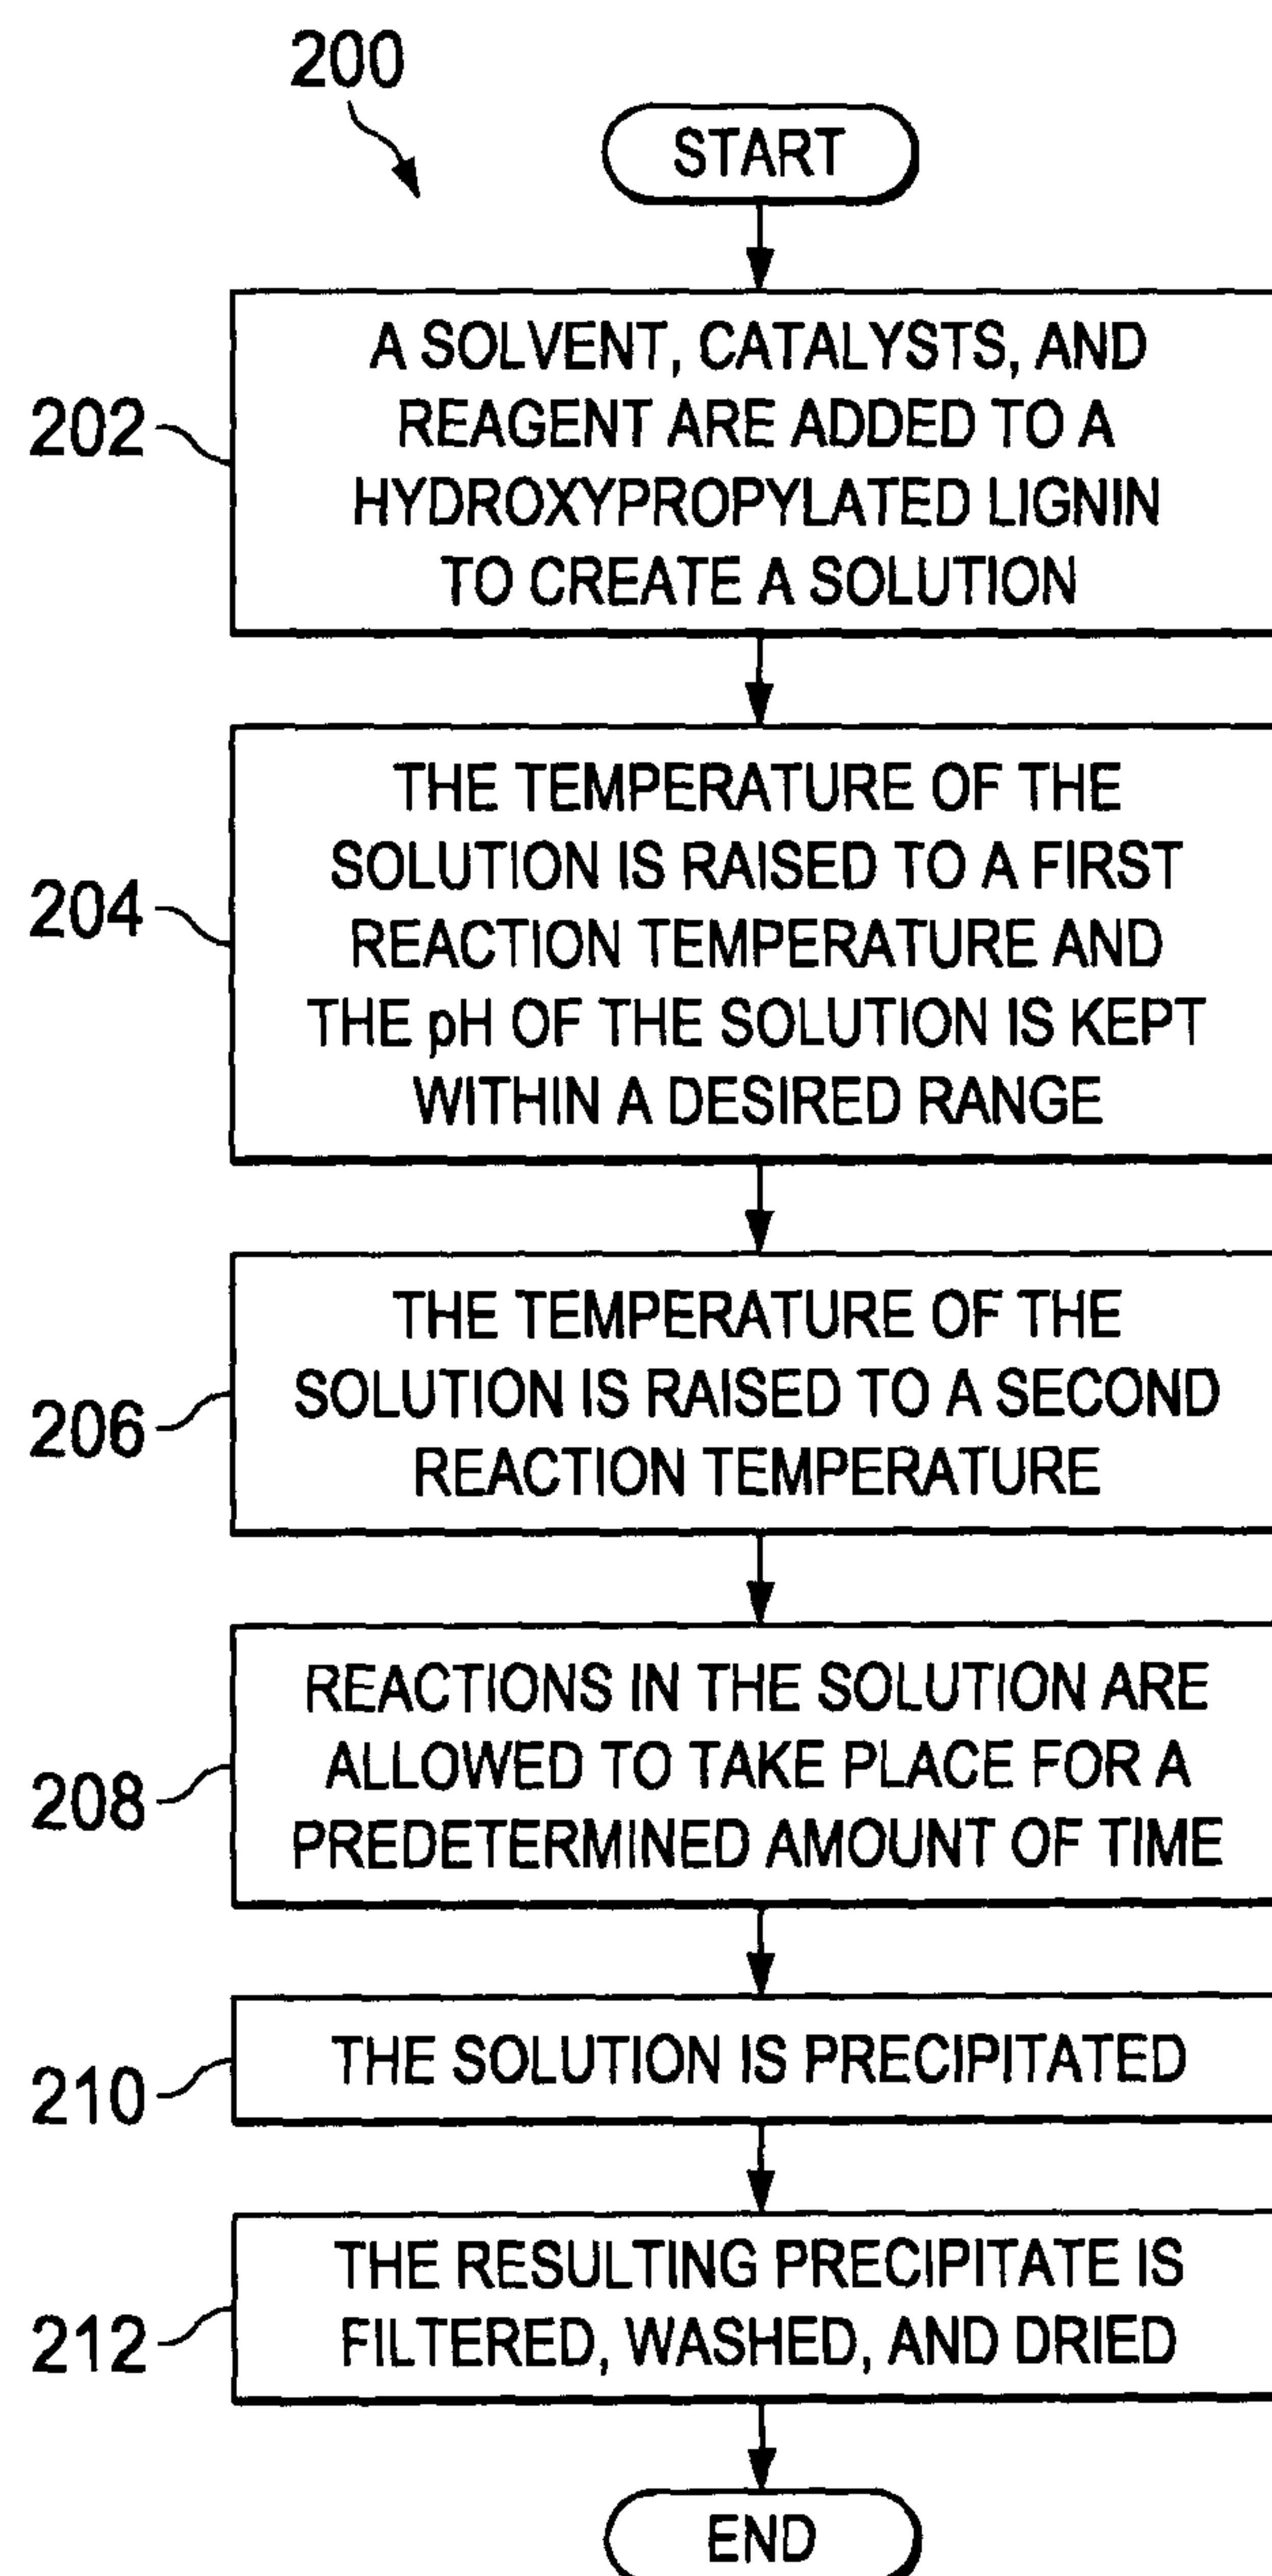 200
START
202
A SOLVENT, CATALYSTS, AND
REAGENT ARE ADDED TO A
HYDROXYPROPYLATED LIGNIN
TO CREATE A SOLUTION
204
THE TEMPERATURE OF THE
SOLUTION IS RAISED TO A FIRST
REACTION TEMPERATURE AND
THE pH OF THE SOLUTION IS KEPT
WITHIN A DESIRED RANGE
206
THE TEMPERATURE OF THE
SOLUTION IS RAISED TO A SECOND
REACTION TEMPERATURE
208
REACTIONS IN THE SOLUTION ARE
ALLOWED TO TAKE PLACE FOR A
PREDETERMINED AMOUNT OF TIME
210
THE SOLUTION IS PRECIPITATED
212
THE RESULTING PRECIPITATE IS
FILTERED, WASHED, AND DRIED
END